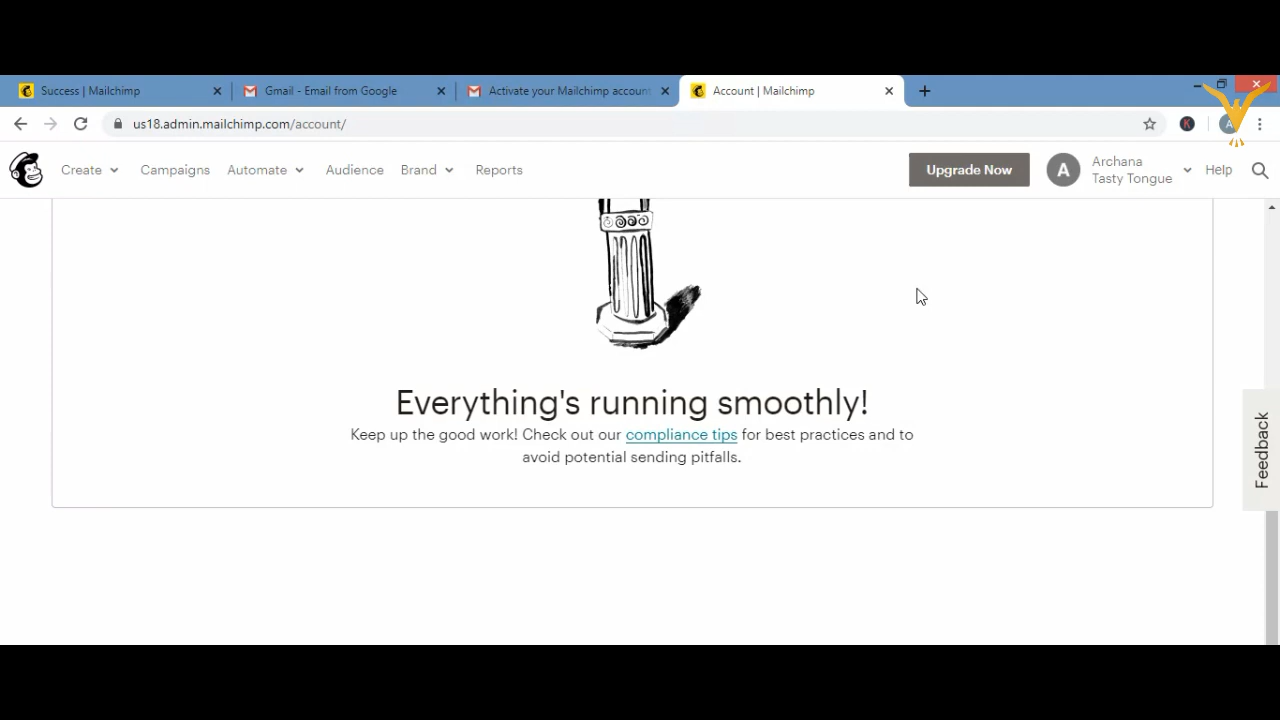 Success | Mailchimp
Gmail - Email from Google
Activate your Mailchimp accoun
Account | Mailchimp
us18.admin.mailchimp.com/account/
K
A
Create
Campaigns
Automate
Audience
Brand
Reports
Upgrade Now
A
Archana
Tasty Tongue
Help
Everything's running smoothly!
Keep up the good work! Check out our compliance tips for best practices and to
avoid potential sending pitfalls.
Feedback